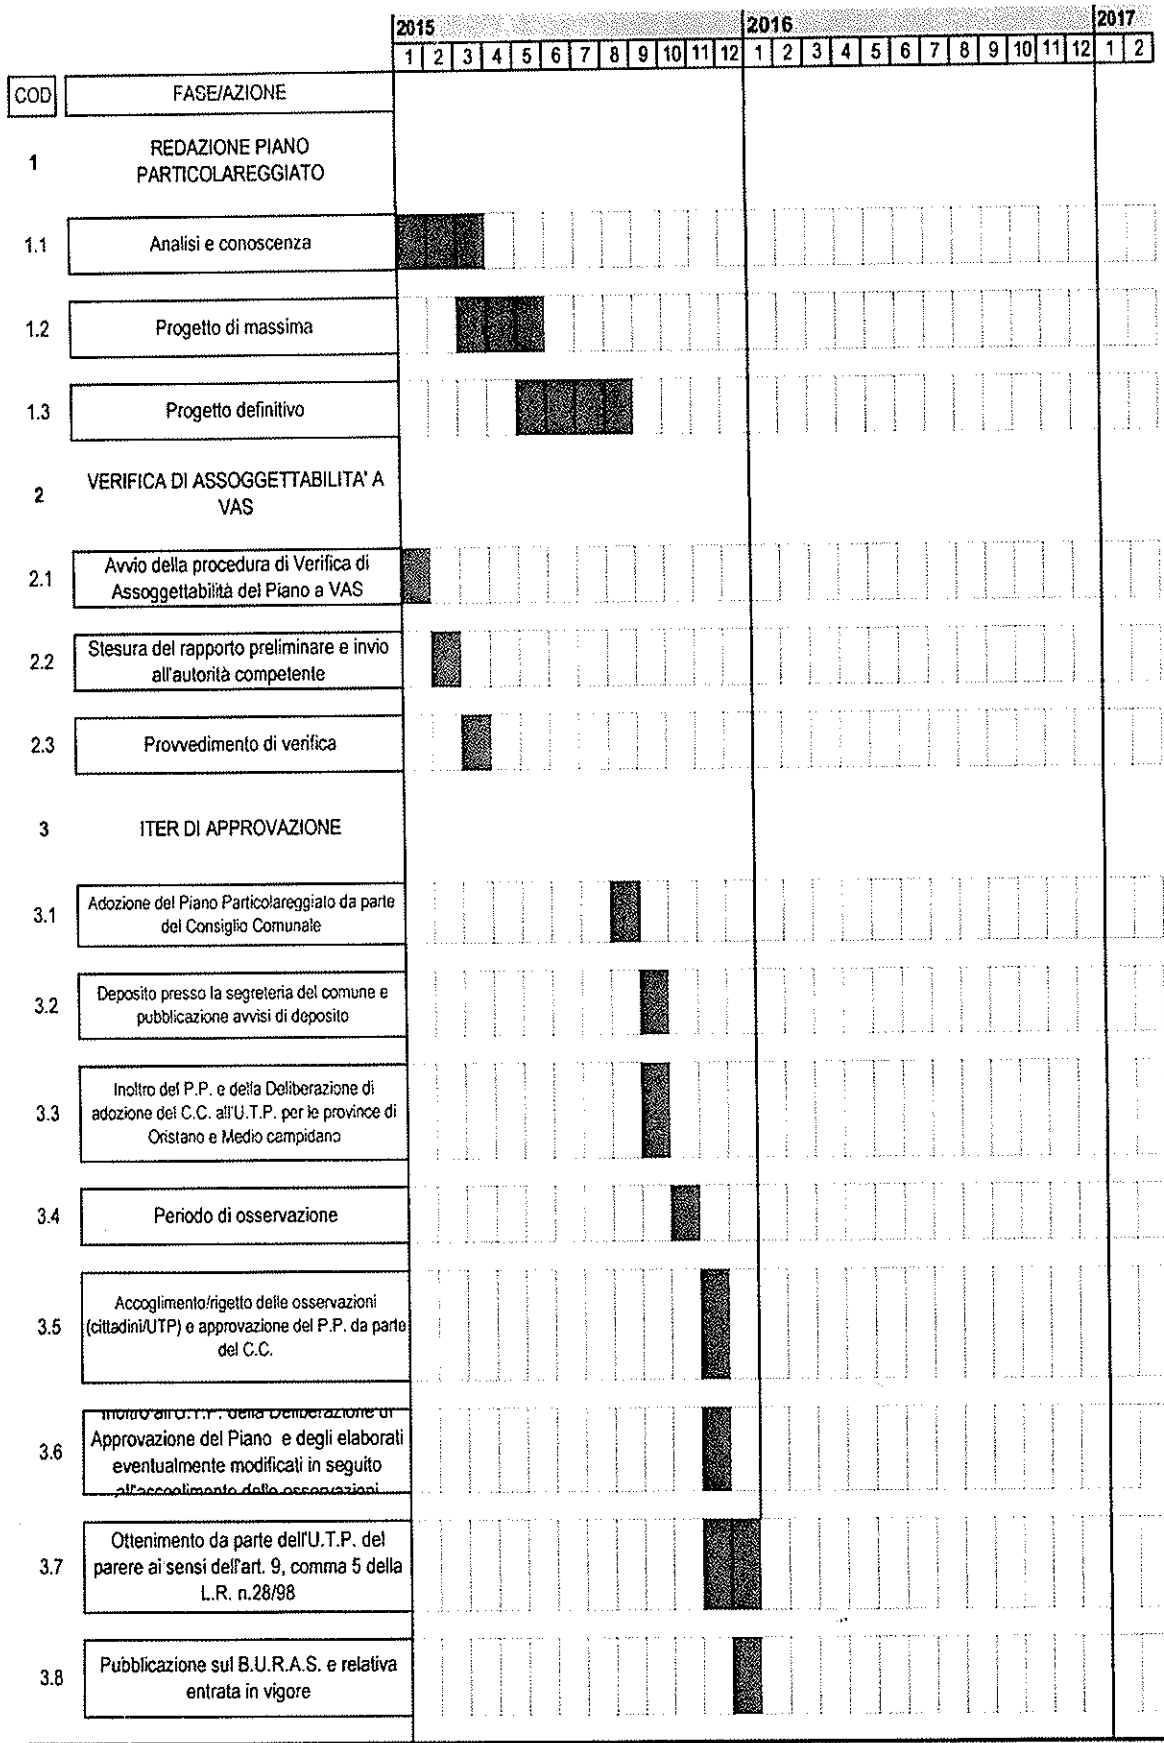 2015 2016 2017
1 2 3 4 5 6 7 8 9 10 11 12 1 2 3 4 5 6 7 8 9 10 11 12 1 2
COD FASE/AZIONE
1 REDAZIONE PIANO
PARTICOLAREGGIATO
1.1 Analisi e conoscenza
1.2 Progetto di massima
1.3 Progetto definitivo
2 VERIFICA DI ASSOGGETTABILITA' A
VAS
2.1 Avvio della procedura di Verifica di
Assoggettabilità del Piano a VAS
2.2 Stesura del rapporto preliminare e invio
all'autorità competente
2.3 Provvedimento di verifica
3 ITER DI APPROVAZIONE
3.1 Adozione del Piano Particolareggiato da parte
del Consiglio Comunale
3.2 Deposito presso la segreteria del comune e
pubblicazione avvisi di deposito
3.3 Inoltro del P.P. e della Deliberazione di
adozione del C.C. all'U.T.P. per le province di
Oristano e Medio campidano
3.4 Periodo di osservazione
3.5 Accoglimento/rigetto delle osservazioni
(cittadini/UTP) e approvazione del P.P. da parte
del C.C.
3.6 Inoltro all'U.T.P. della Deliberazione di
Approvazione del Piano e degli elaborati
eventualmente modificati in seguito
all'accoglimento delle osservazioni
3.7 Ottenimento da parte dell'U.T.P. del
parere ai sensi dell'art. 9, comma 5 della
L.R. n.28/98
3.8 Pubblicazione sul B.U.R.A.S. e relativa
entrata in vigore